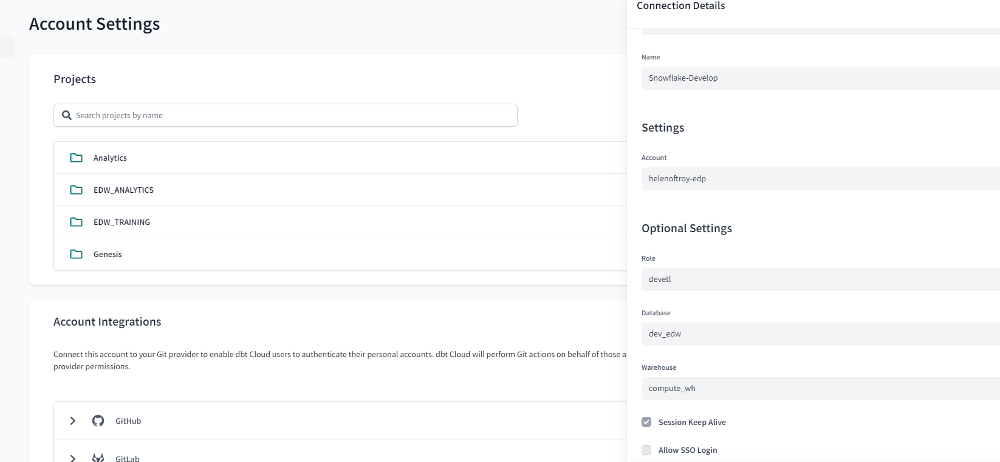 Account Settings
Projects
Search projects by name
Analytics
EDW_ANALYTICS
EDW_TRAINING
Genesis
Account Integrations
Connect this account to your Git provider to enable dbt Cloud users to authenticate their personal accounts. dbt Cloud will perform Git actions on behalf of those a
provider permissions.
GitHub
GitLab
Connection Details
Name
Snowflake-Develop
Settings
Account
helenoftroy-edp
Optional Settings
Role
devetl
Database
dev_edw
Warehouse
compute_wh
Session Keep Alive
Allow SSO Login